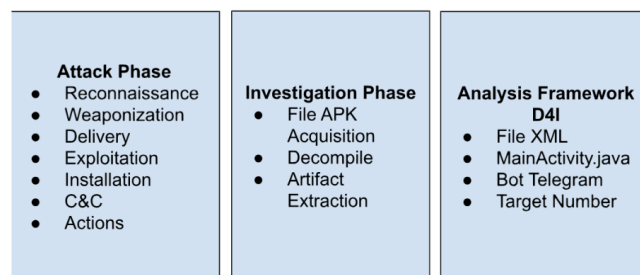 Attack Phase
● Reconnaissance
● Weaponization
● Delivery
● Exploitation
● Installation
● C&C
● Actions
Investigation Phase
● File APK
Acquisition
● Decompile
● Artifact
Extraction
Analysis Framework
D4I
● File XML
● MainActivity.java
● Bot Telegram
● Target Number